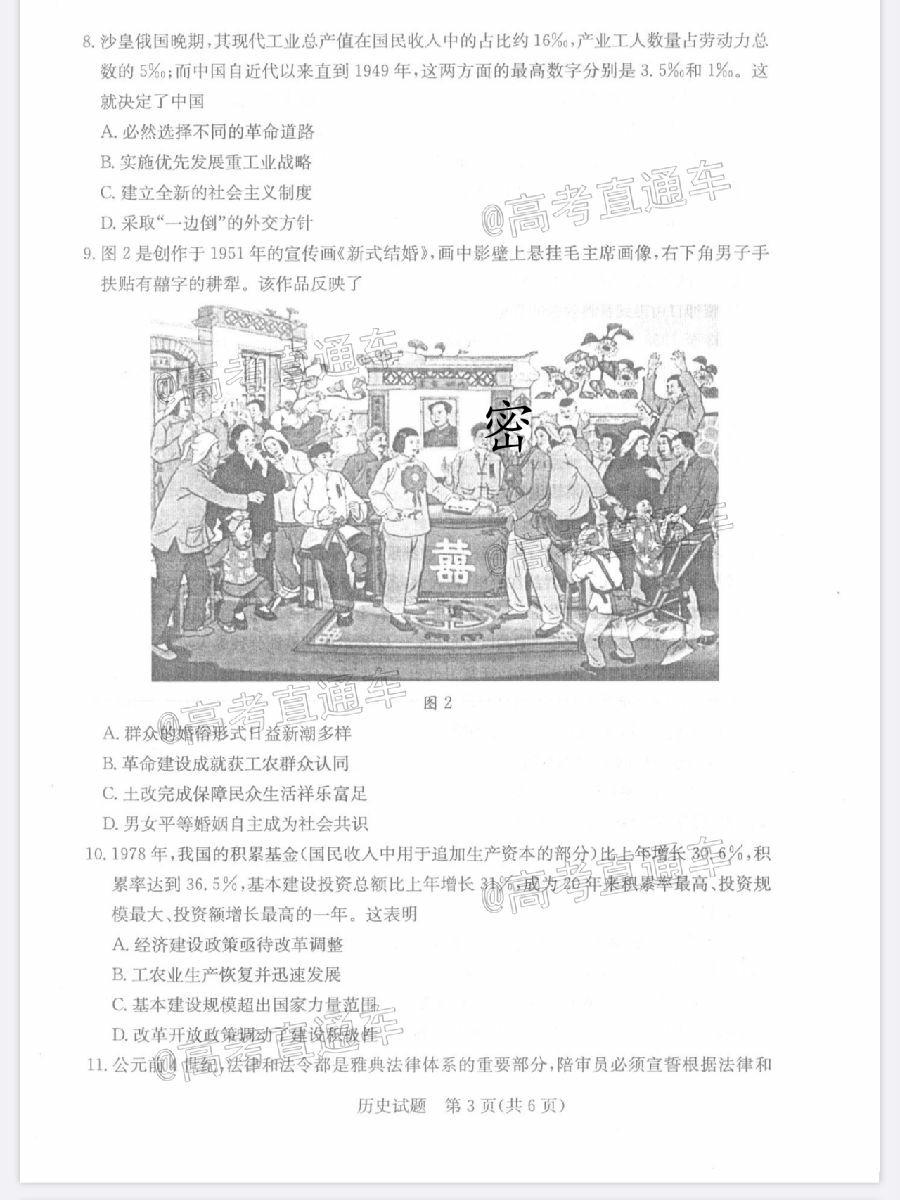 8. 沙皇俄国晚期,其现代工业总产值在国民收入中的占比约16‰,产业工人数量占劳动力总
数的5‰;而中国自近代以来直到1949年,这两方面的最高数字分别是3.5‰和1‰。这
就决定了中国
A. 必然选择不同的革命道路
B. 实施优先发展重工业战略
C. 建立全新的社会主义制度
@高考直通车
D. 采取“一边倒”的外交方针
9. 图2是创作于1951年的宣传画《新式结婚》,画中影壁上悬挂毛主席画像,右下角男子手
扶贴有囍字的耕犁。该作品反映了
@高考直通车
密
@高考直通车
囍
图2
@高考直通车
A. 群众的婚俗形式日益新潮多样
B. 革命建设成就获工农群众认同
C. 土改完成保障民众生活祥乐富足
D. 男女平等婚姻自主成为社会共识
10. 1978年,我国的积累基金(国民收入中用于追加生产资本的部分)比上年增长30.6%,积
累率达到36.5%,基本建设投资总额比上年增长31%,成为20年来积累率最高、投资规
@高考直通车
模最大、投资额增长最高的一年。这表明
A. 经济建设政策亟待改革调整
B. 工农业生产恢复并迅速发展
C. 基本建设规模超出国家力量范围
D. 改革开放政策调动了建设积极性
@高考直通车
11. 公元前4世纪,法律和法令都是雅典法律体系的重要部分,陪审员必须宣誓根据法律和
历史试题 第3页(共6页)